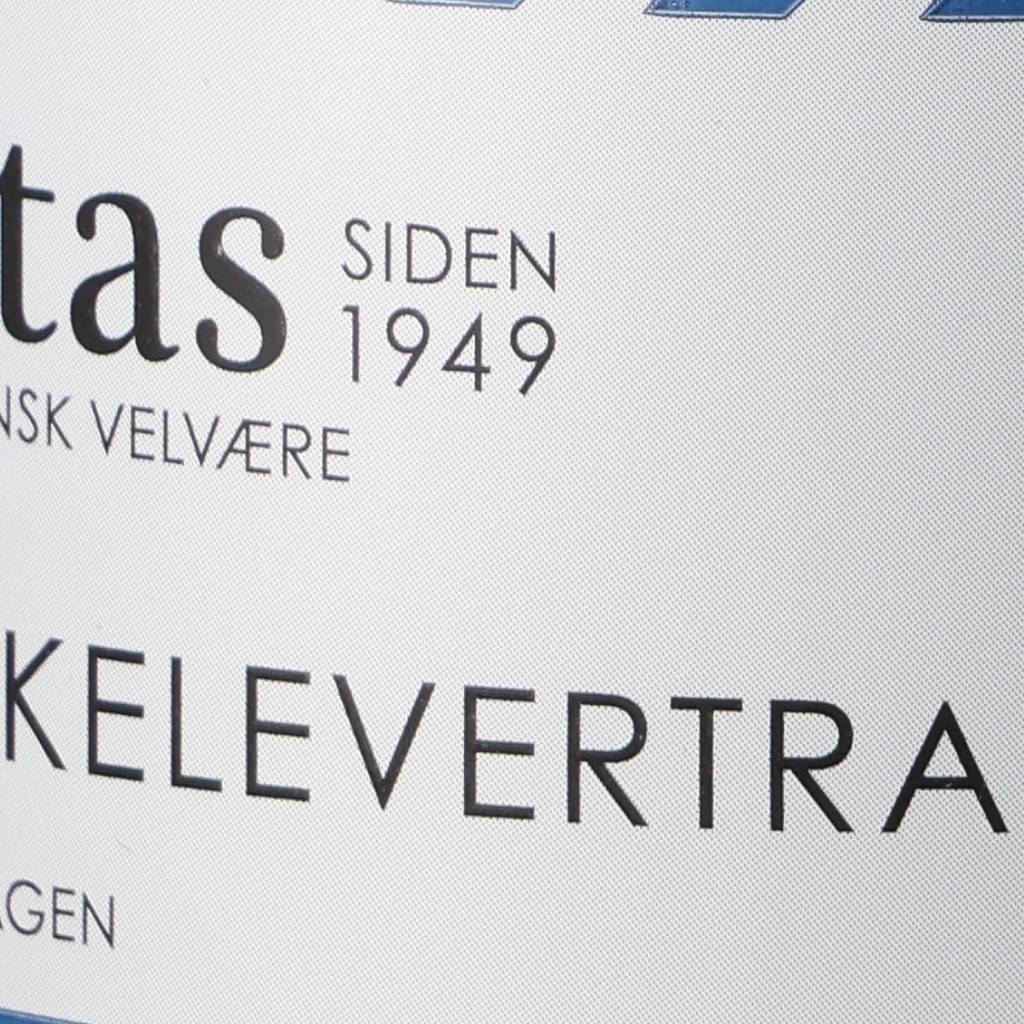 tas SIDEN
1949
NSK VELVÆRE
KELEVERTRA
AGEN